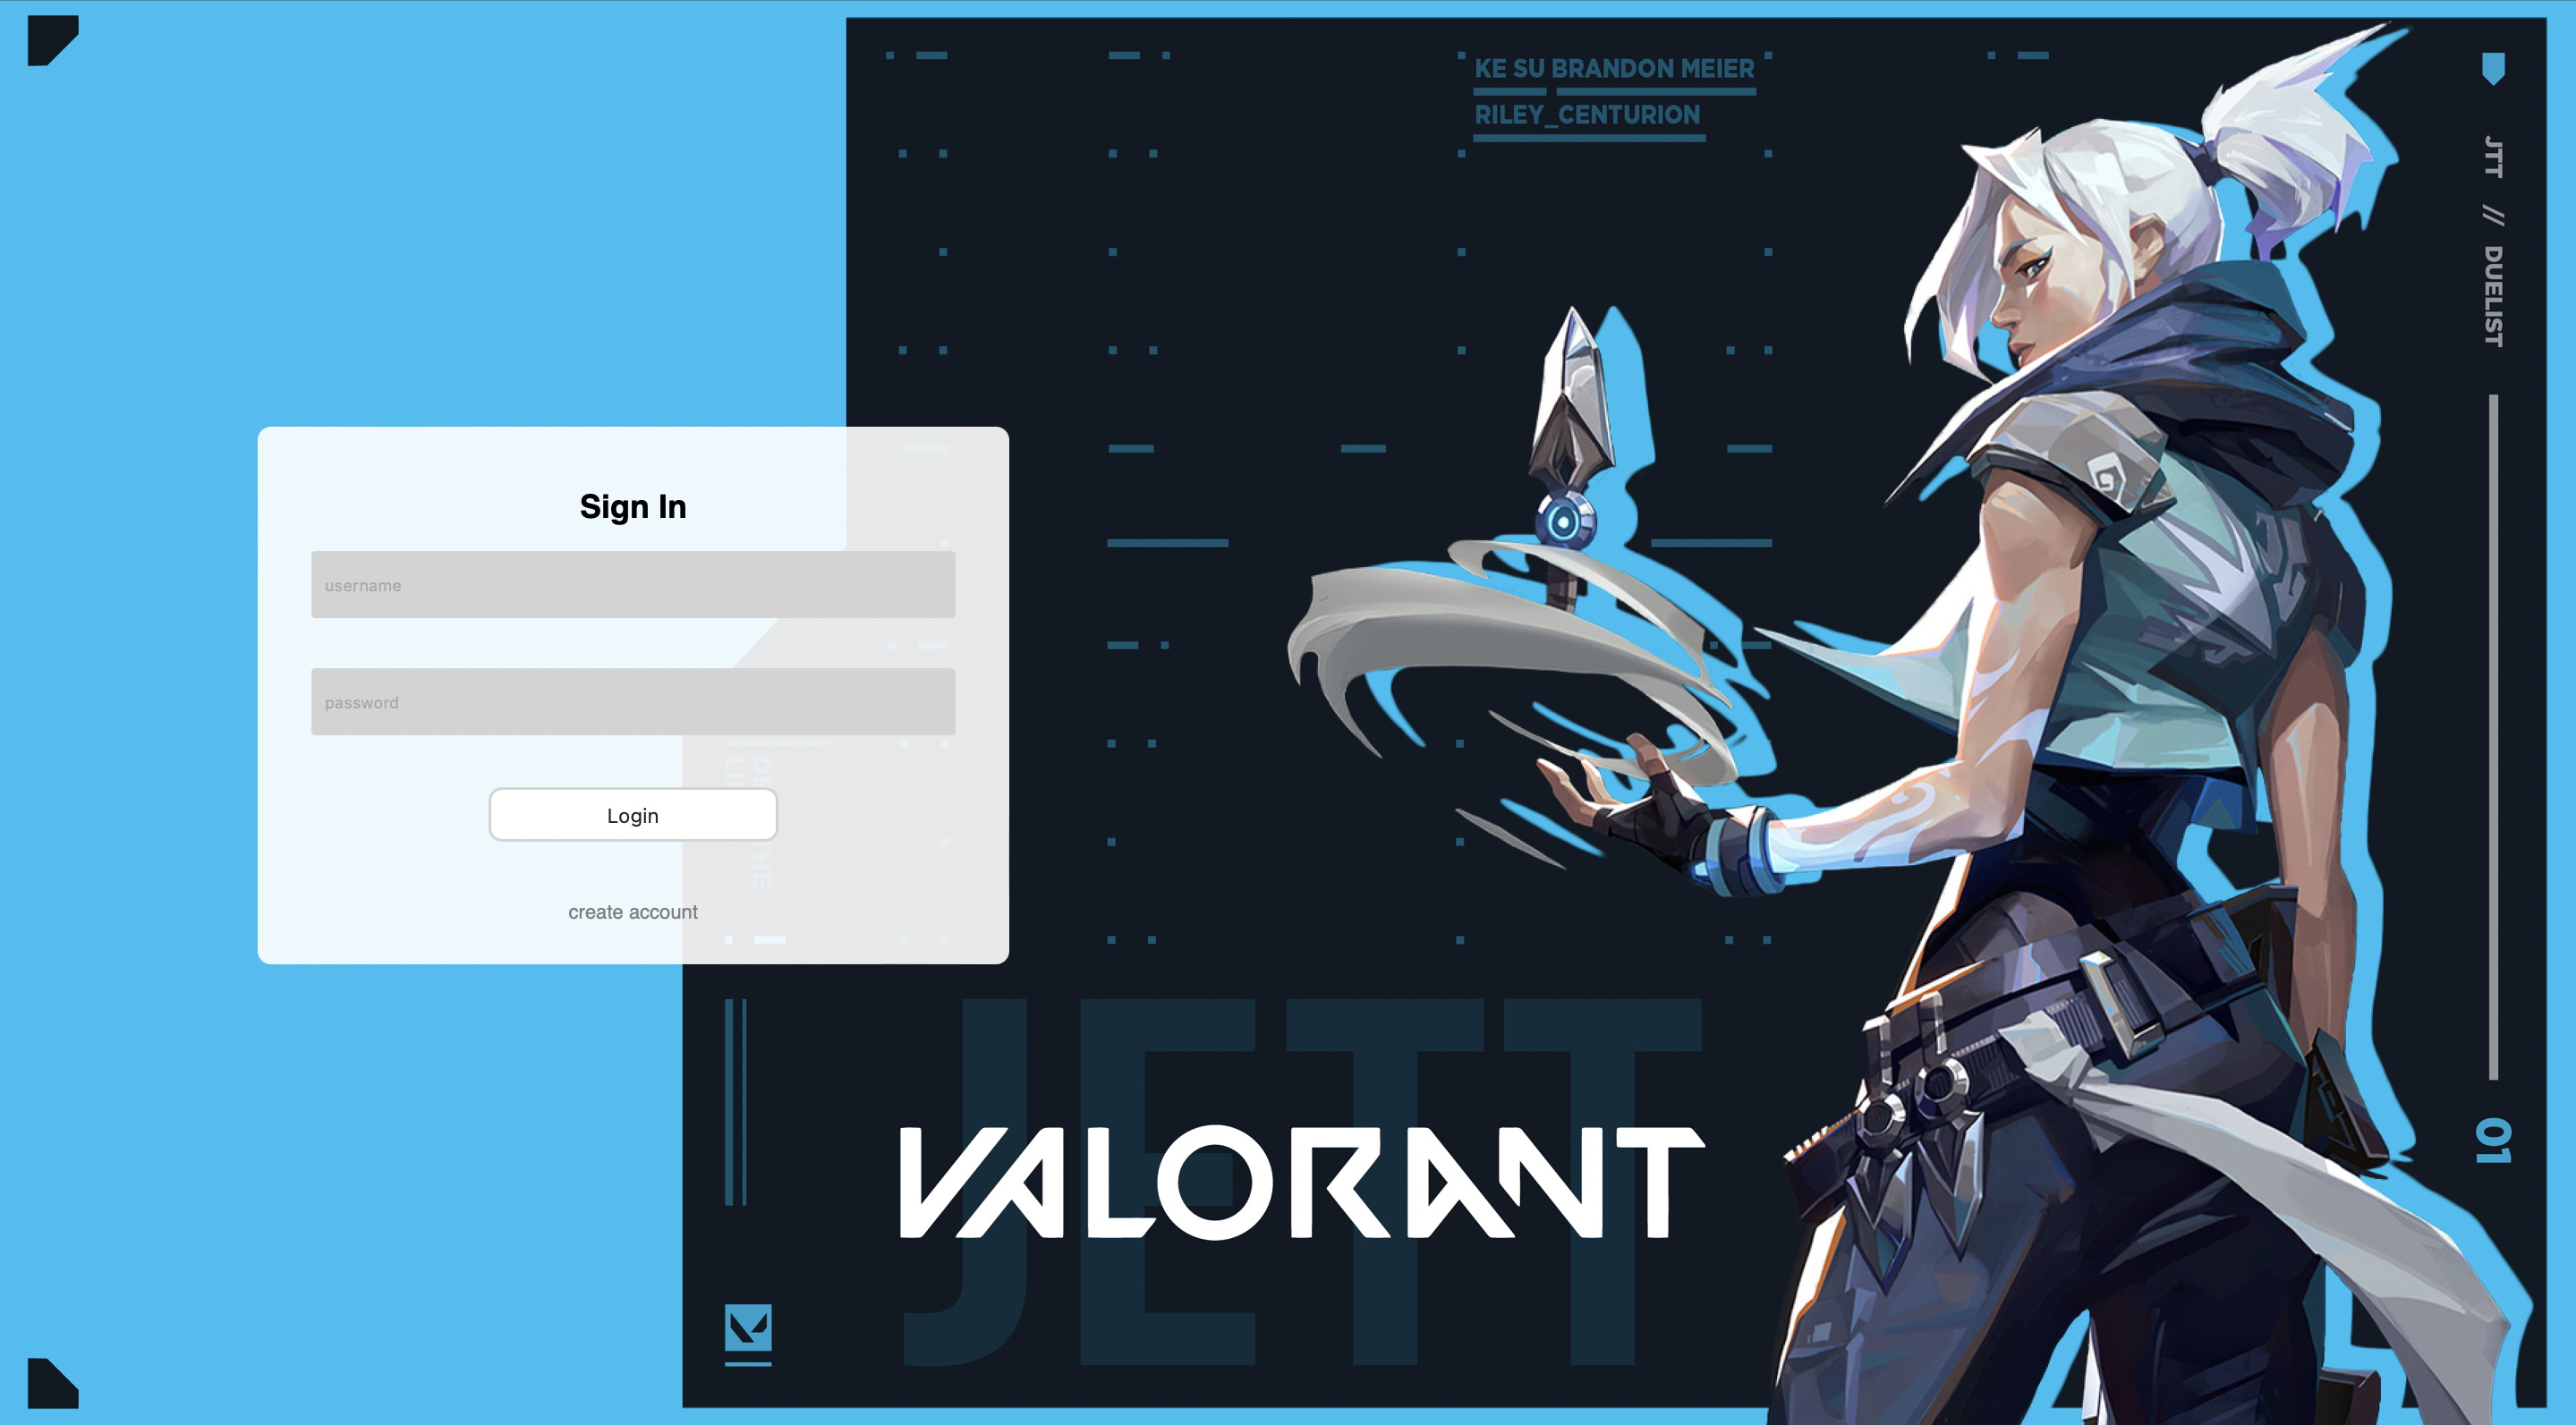 KE SU BRANDON MEIER
RILEY_CENTURION
JTT // DUELIST
Sign In
username
password
Login
create account
JETT
VALORANT
01